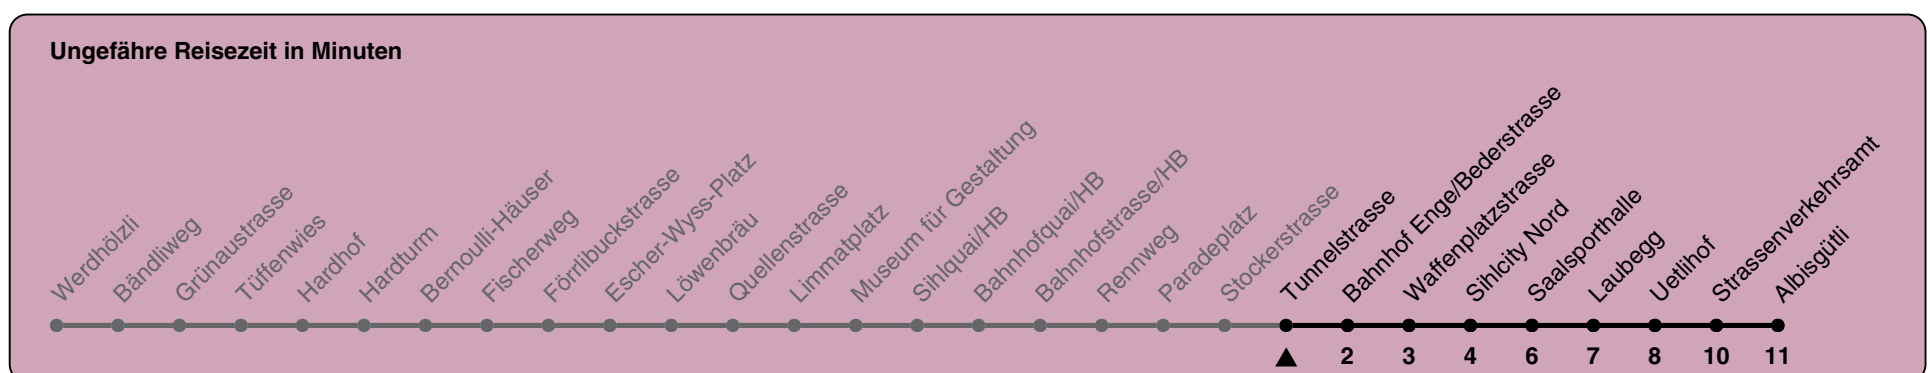 Ungefähre Reisezeit in Minuten
Werdhölzli
Bändliweg
Grünaustrasse
Tüffenwies
Hardhof
Hardturm
Bernoulli-Häuser
Fischerweg
Förrlibuckstrasse
Escher-Wyss-Platz
Löwenbräu
Quellenstrasse
Limmatplatz
Museum für Gestaltung
Sihlquai/HB
Bahnhofquai/HB
Bahnhofstrasse/HB
Rennweg
Paradeplatz
Stockerstrasse
Tunnelstrasse
Bahnhof Enge/Bederstrasse
Waffenplatzstrasse
Sihlcity Nord
Saalsporthalle
Laubegg
Uetlihof
Strassenverkehrsamt
Albisgütli
2 3 4 6 7 8 10 11